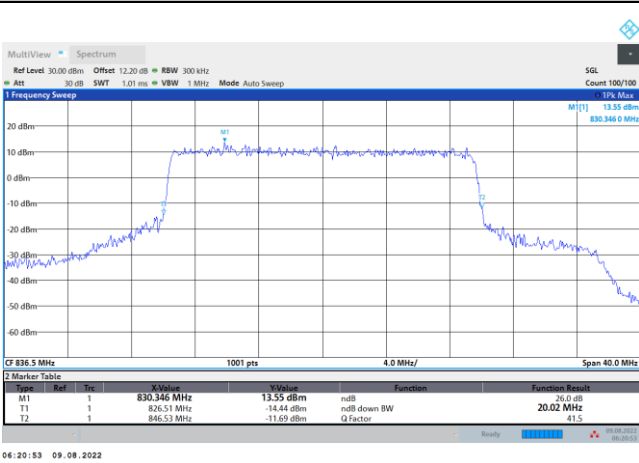 MultiView Spectrum
Ref Level 30.00 dBm Offset 12.20 dB RBW 300 kHz SGL
Att 30 dB SWT 1.01 ms VBW 1 MHz Mode Auto Sweep Count 100/100
1 Frequency Sweep 1Pk Max
M1[1] 13.55 dBm
830.346 0 MHz
20 dBm
M1
10 dBm
0 dBm
-10 dBm
T1 T2
-20 dBm
-30 dBm
-40 dBm
-50 dBm
-60 dBm
CF 836.5 MHz 1001 pts 4.0 MHz/ Span 40.0 MHz
2 Marker Table
Type Ref Trc X-Value Y-Value Function Function Result
M1 1 830.346 MHz 13.55 dBm ndB 26.0 dB
T1 1 826.51 MHz -14.44 dBm ndB down BW 20.02 MHz
T2 1 846.53 MHz -11.69 dBm Q Factor 41.5
Ready 09.08.2022
06:20:53
06:20:53 09.08.2022